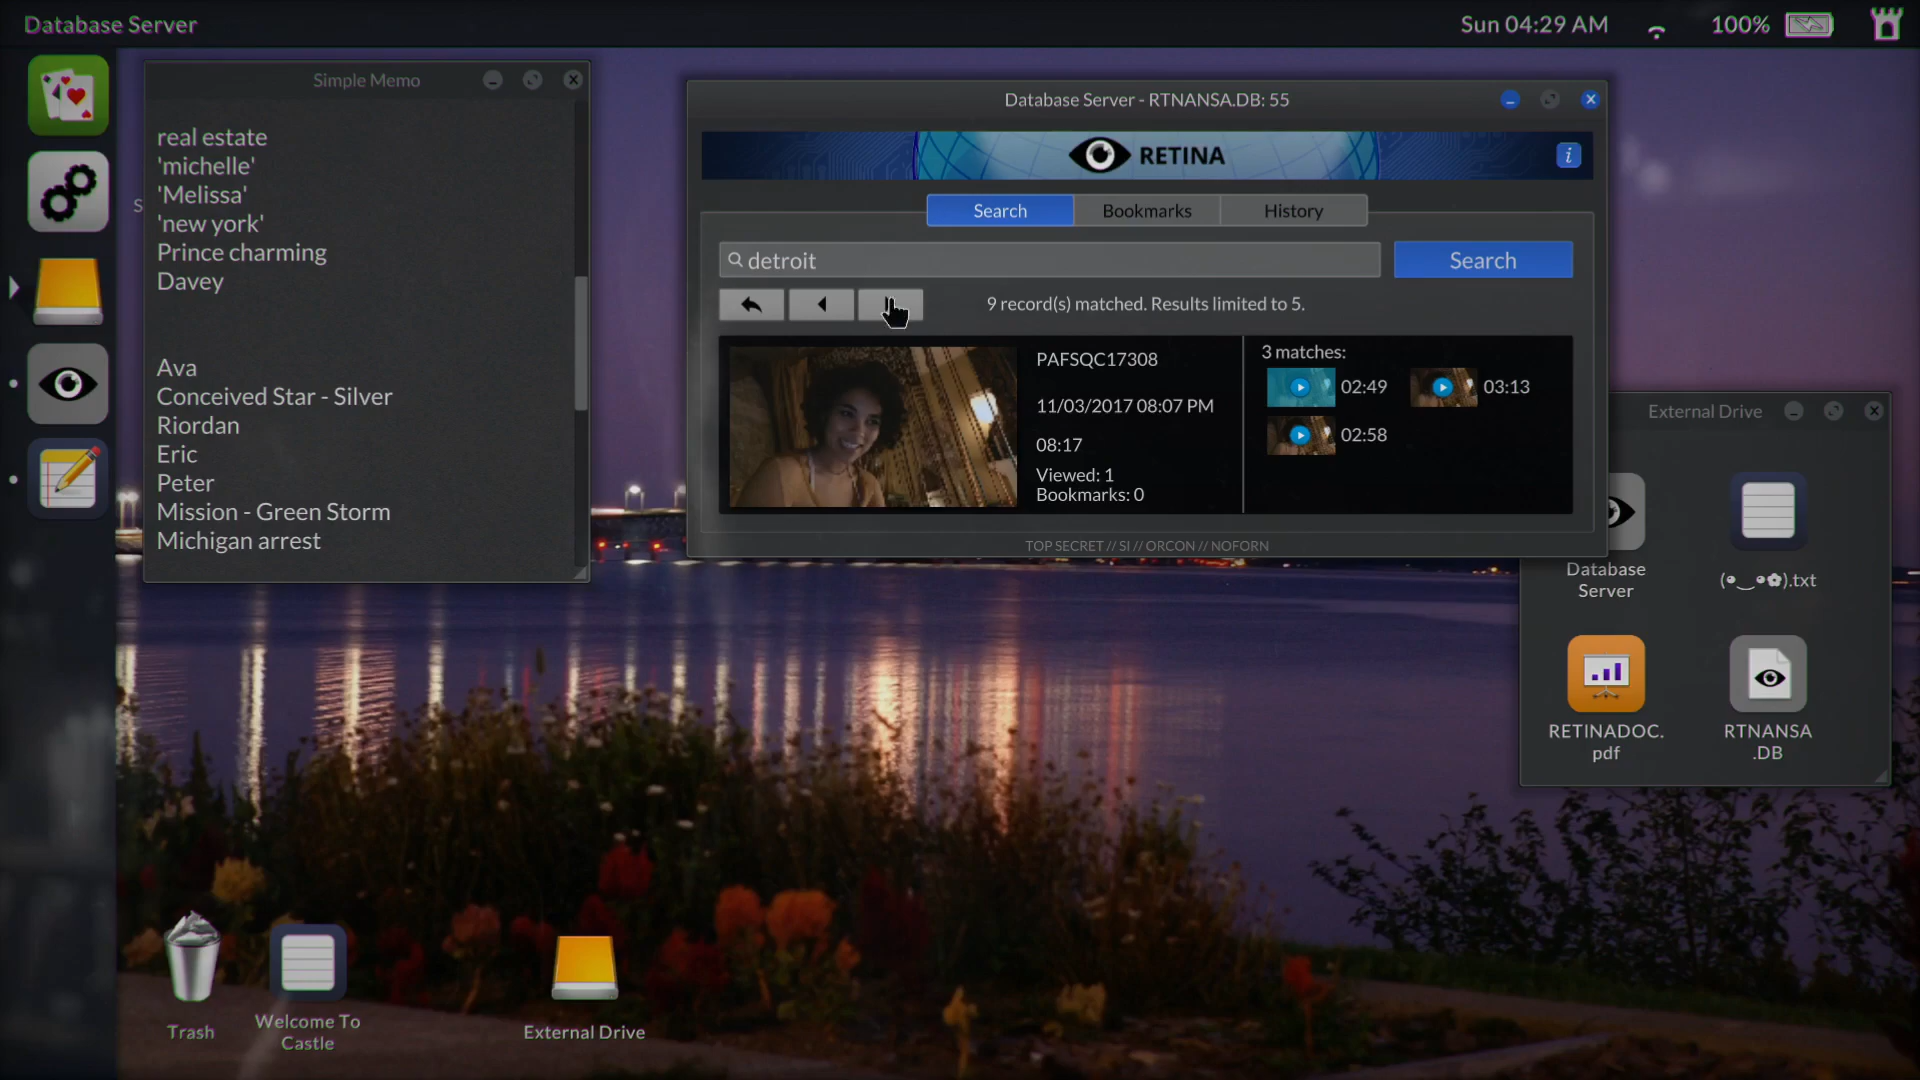 Database Server
Sun 04:29 AM
100%
Simple Memo
real estate
'michelle'
'Melissa'
'new york'
Prince charming
Davey
Ava
Conceived Star - Silver
Riordan
Eric
Peter
Mission - Green Storm
Michigan arrest
S
Database Server - RTNANSA.DB: 55
RETINA
i
Search
Bookmarks
History
detroit
Search
9 record(s) matched. Results limited to 5.
PAFSQC17308
11/03/2017 08:07 PM
08:17
Viewed: 1
Bookmarks: 0
3 matches:
02:49
03:13
02:58
TOP SECRET // SI // ORCON // NOFORN
External Drive
Database
Server
(•‿•✿).txt
RETINADOC.
pdf
RTNANSA
.DB
Trash
Welcome To
Castle
External Drive